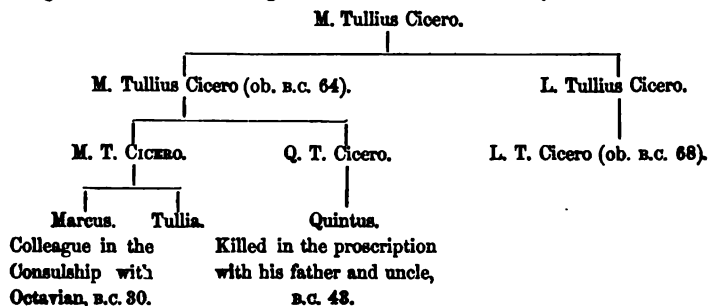 M. Tullius Cicero.
M. Tullius Cicero (ob. B.C. 64). L. Tullius Cicero.
M. T. CICERO. Q. T. Cicero. L. T. Cicero (ob. B.C. 68).
Marcus. Tullia. Quintus.
Colleague in the Killed in the proscription
Consulship with with his father and uncle,
Octavian, B.C. 30. B.C. 43.